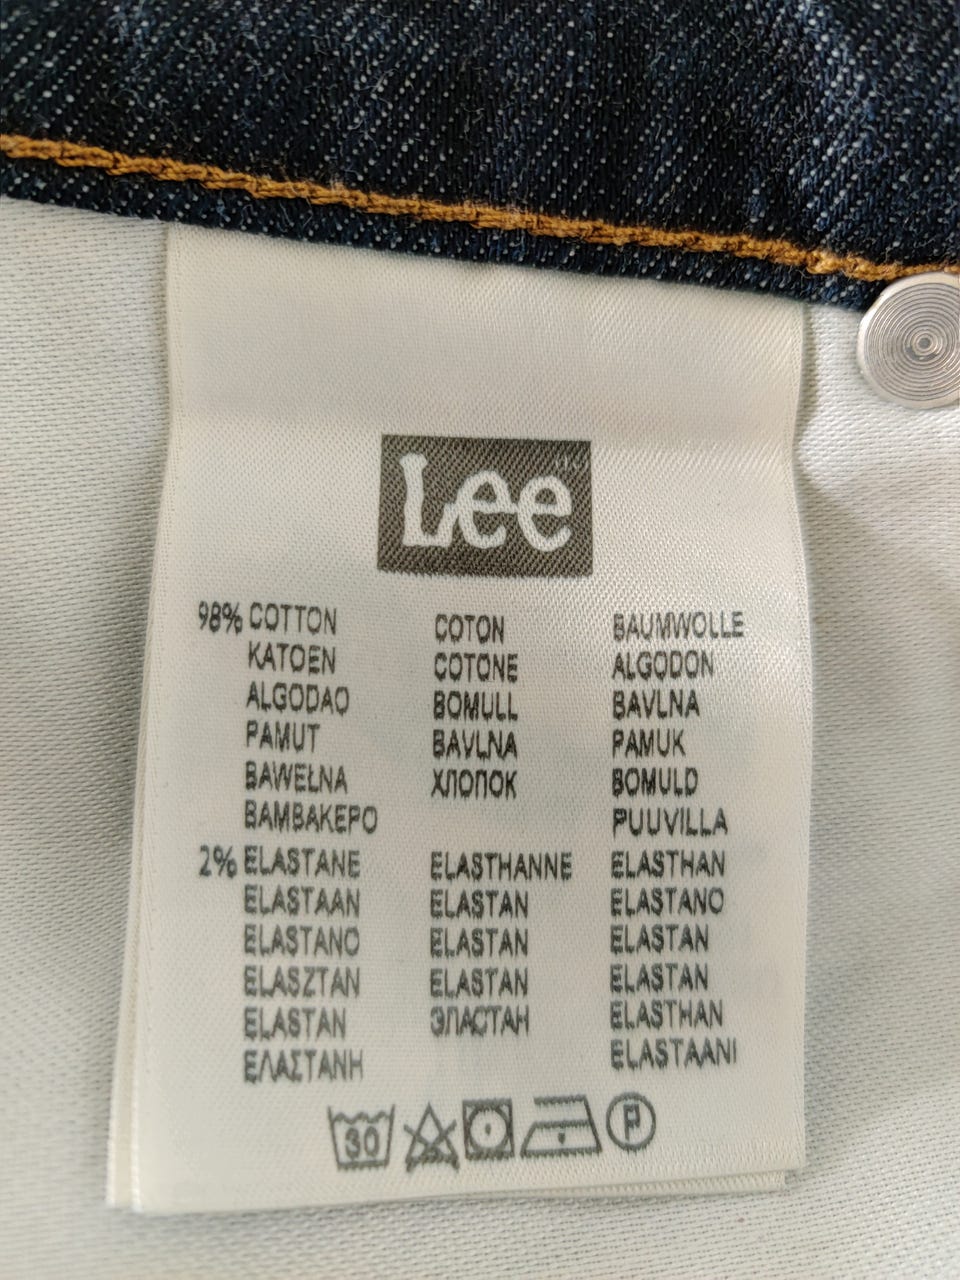 Lee
98% COTTON COTON BAUMWOLLE
KATOEN COTONE ALGODON
ALGODAO BOMULL BAVLNA
PAMUT BAVLNA PAMUK
BAWEŁNA ХЛОПОК BOMULD
BAMBAKEPO PUUVILLA
2% ELASTANE ELASTHANNE ELASTHAN
ELASTAAN ELASTAN ELASTANO
ELASTANO ELASTAN ELASTAN
ELASZTAN ELASTAN ELASTAN
ELASTAN ЭЛАСТАН ELASTHAN
ΕΛΑΣΤΑΝΗ ELASTAANI
30 P